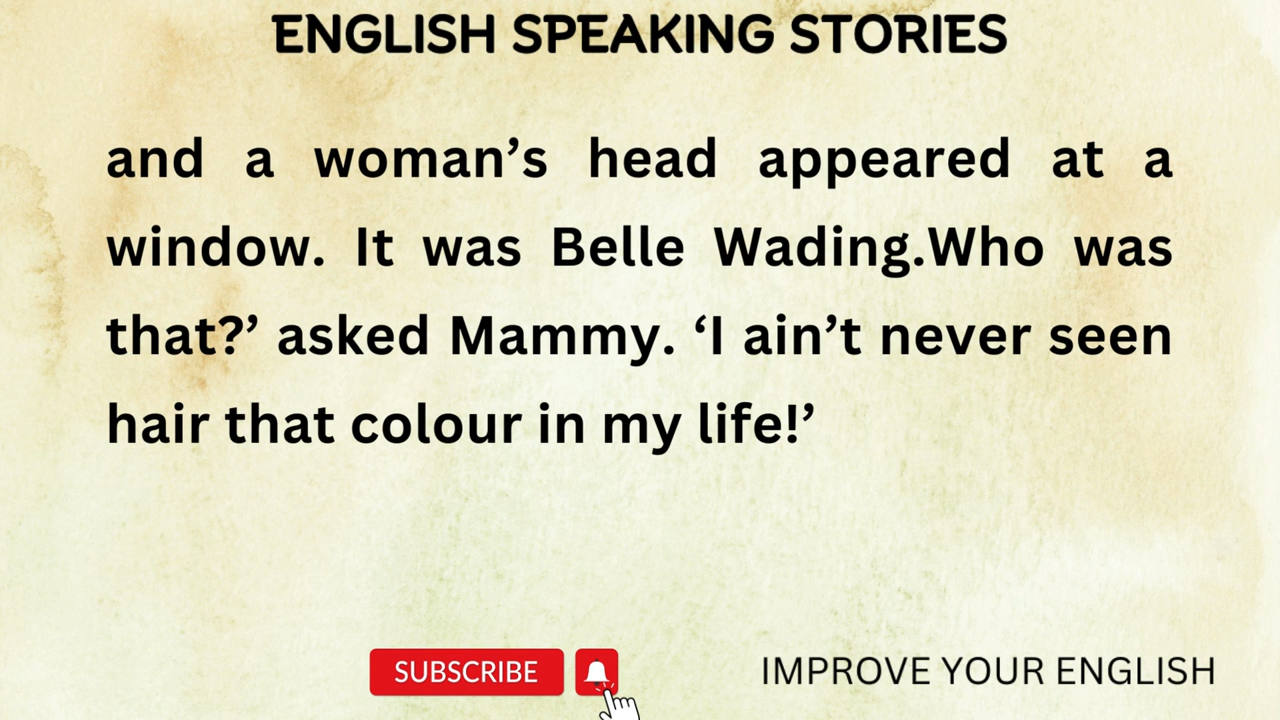 ENGLISH SPEAKING STORIES
and a woman’s head appeared at a
window. It was Belle Wading.Who was
that?’ asked Mammy. ‘I ain’t never seen
hair that colour in my life!’
SUBSCRIBE
IMPROVE YOUR ENGLISH